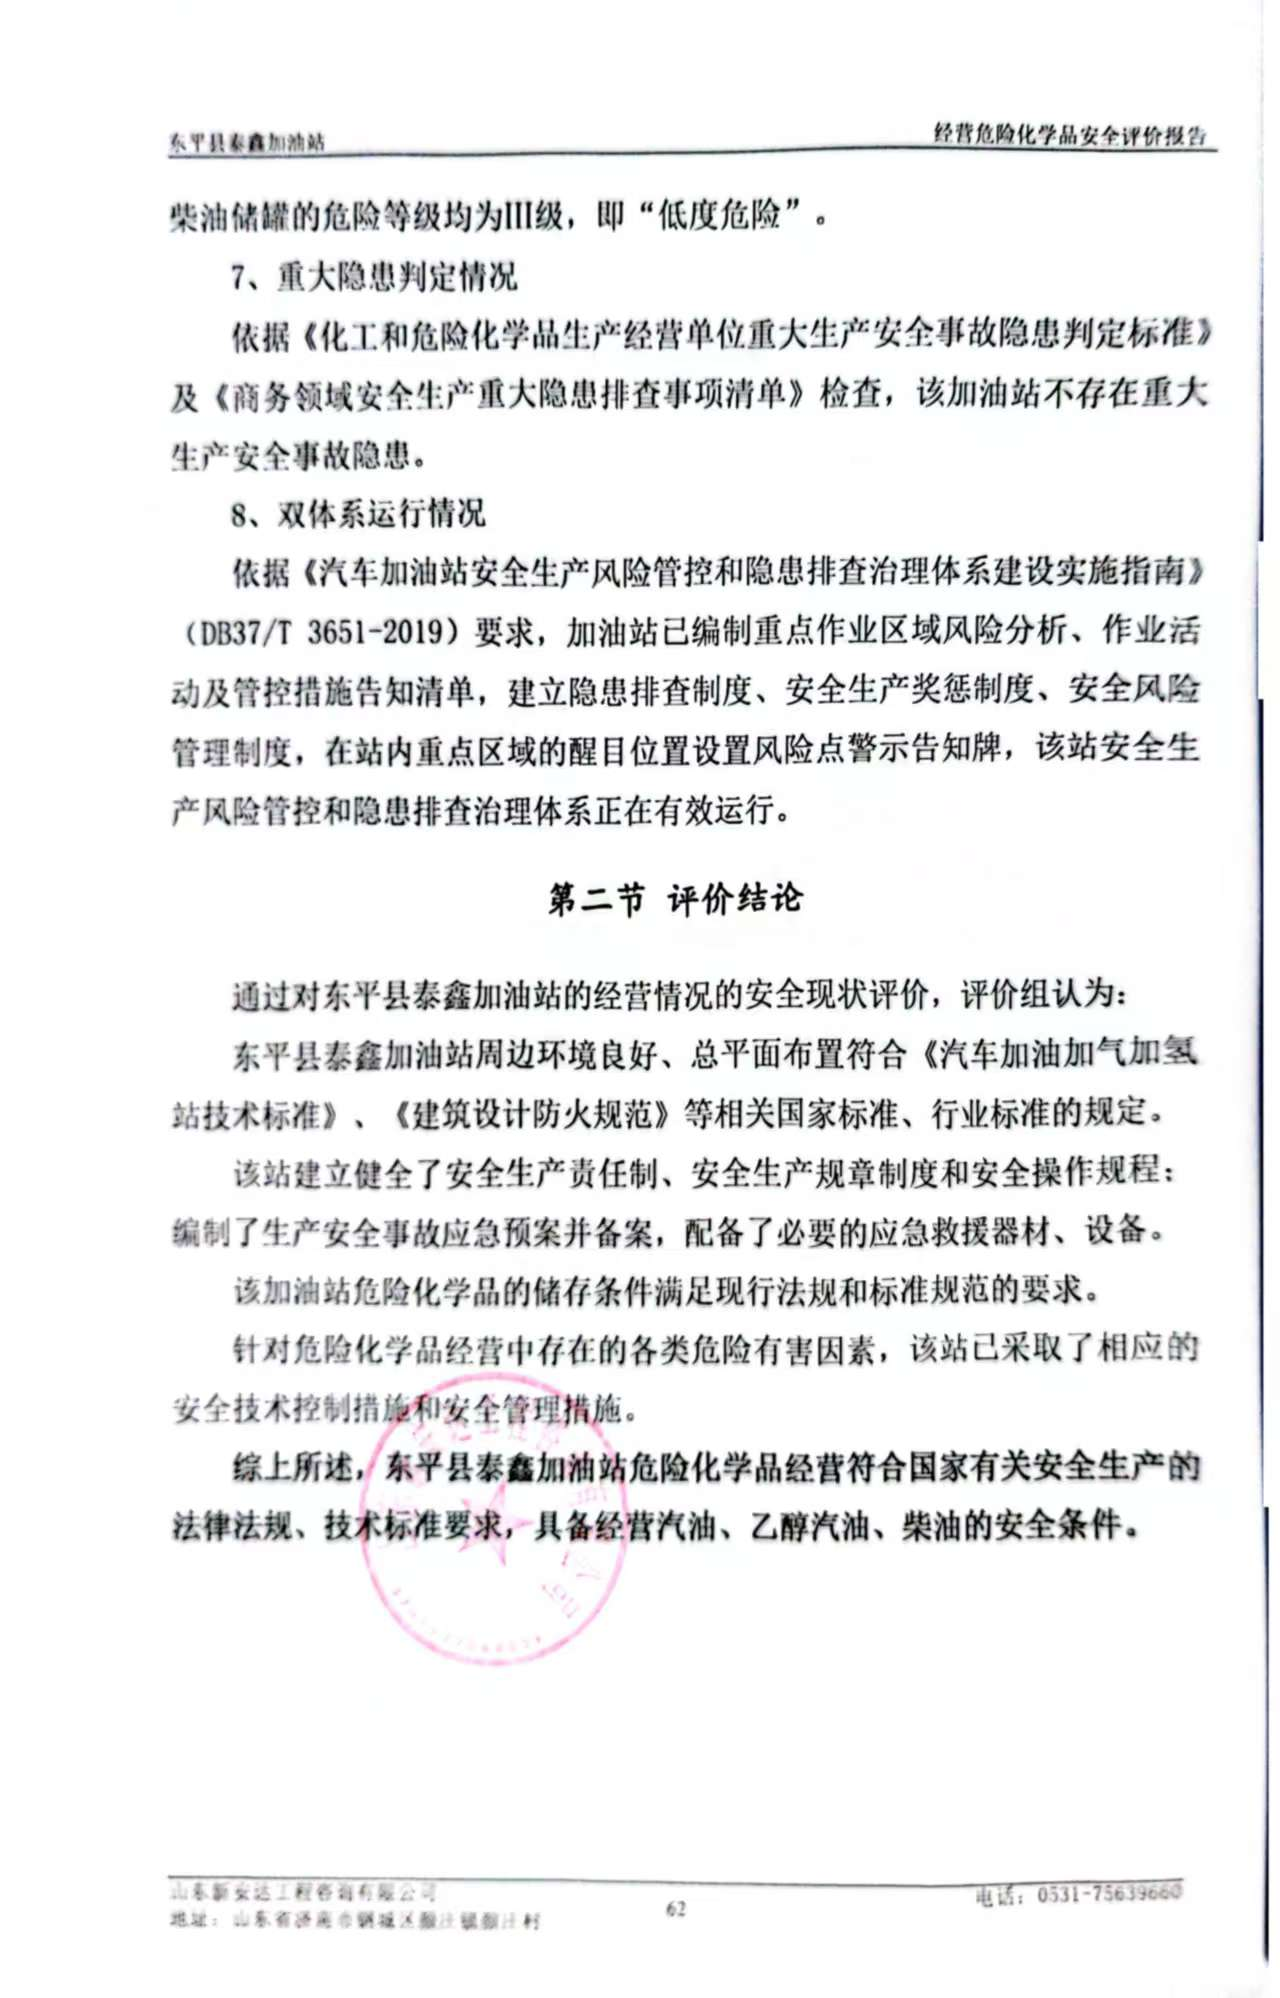 东平县泰鑫加油站
经营危险化学品安全评价报告
柴油储罐的危险等级均为III级，即“低度危险”。
7、重大隐患判定情况
依据《化工和危险化学品生产经营单位重大生产安全事故隐患判定标准》
及《商务领域安全生产重大隐患排查事项清单》检查，该加油站不存在重大
生产安全事故隐患。
8、双体系运行情况
依据《汽车加油站安全生产风险管控和隐患排查治理体系建设实施指南》
（DB37/T 3651-2019）要求，加油站已编制重点作业区域风险分析、作业活
动及管控措施告知清单，建立隐患排查制度、安全生产奖惩制度、安全风险
管理制度，在站内重点区域的醒目位置设置风险点警示告知牌，该站安全生
产风险管控和隐患排查治理体系正在有效运行。
第二节 评价结论
通过对东平县泰鑫加油站的经营情况的安全现状评价，评价组认为：
东平县泰鑫加油站周边环境良好、总平面布置符合《汽车加油加气加氢
站技术标准》、《建筑设计防火规范》等相关国家标准、行业标准的规定。
该站建立健全了安全生产责任制、安全生产规章制度和安全操作规程；
编制了生产安全事故应急预案并备案，配备了必要的应急救援器材、设备。
该加油站危险化学品的储存条件满足现行法规和标准规范的要求。
针对危险化学品经营中存在的各类危险有害因素，该站已采取了相应的
安全技术控制措施和安全管理措施。
综上所述，东平县泰鑫加油站危险化学品经营符合国家有关安全生产的
法律法规、技术标准要求，具备经营汽油、乙醇汽油、柴油的安全条件。
山东新安达工程咨询有限公司
电话：0531-75639660
地址：山东省济南市钢城区
62